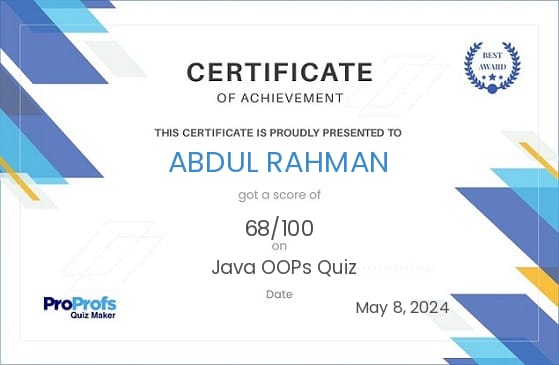 CERTIFICATE
OF ACHIEVEMENT
BEST
AWARD
THIS CERTIFICATE IS PROUDLY PRESENTED TO
ABDUL RAHMAN
got a score of
68/100
on
Java OOPs Quiz
Date
May 8, 2024
ProProfs
Quiz Maker